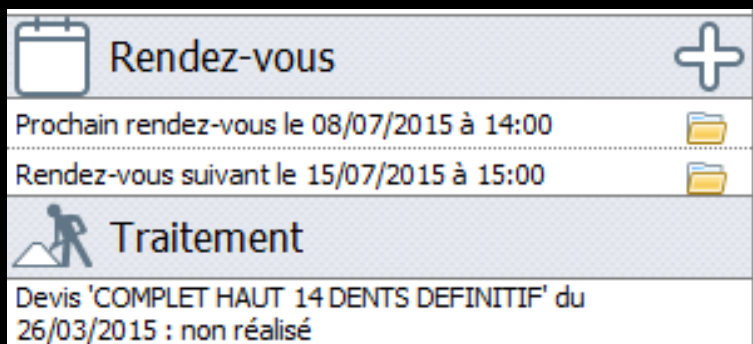 Rendez-vous
Prochain rendez-vous le 08/07/2015 à 14:00
Rendez-vous suivant le 15/07/2015 à 15:00
Traitement
Devis 'COMPLET HAUT 14 DENTS DEFINITIF' du
26/03/2015 : non réalisé